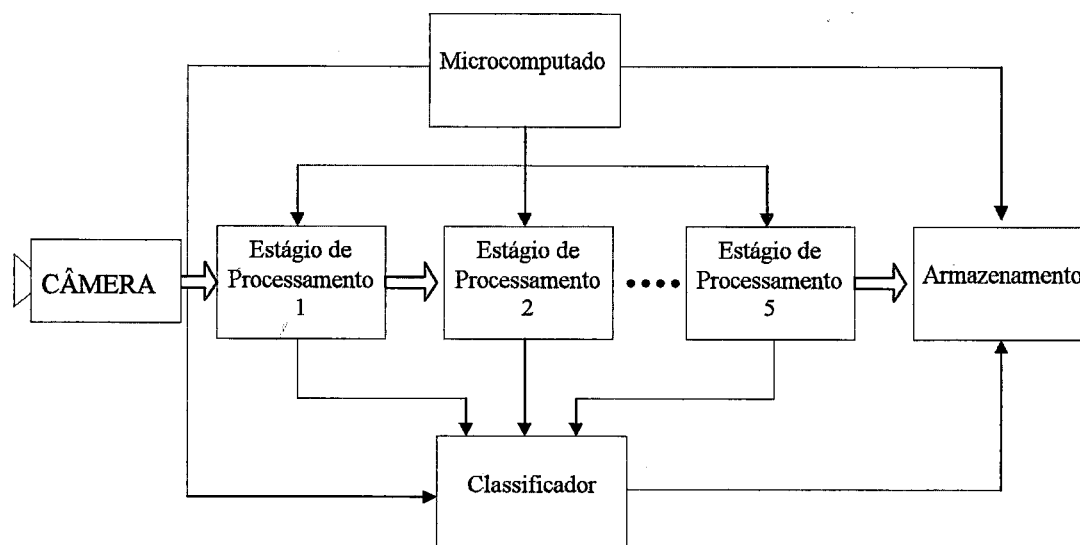 Microcomputado
CÂMERA
Estágio de
Processamento
1
Estágio de
Processamento
2
Estágio de
Processamento
5
Armazenamento
Classificador